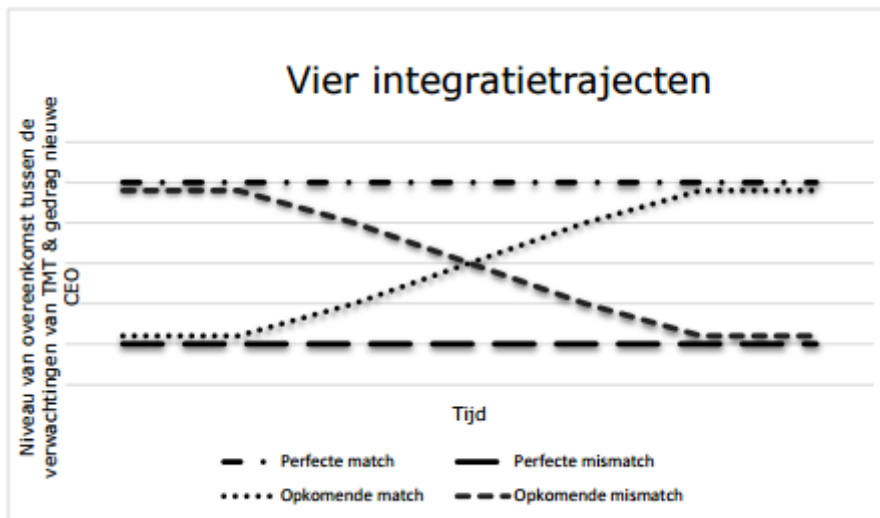 Vier integratietrajecten
Niveau van overeenkomst tussen de
verwachtingen van TMT & gedrag nieuwe
CEO
Tijd
Perfecte match
Perfecte mismatch
Opkomende match
Opkomende mismatch